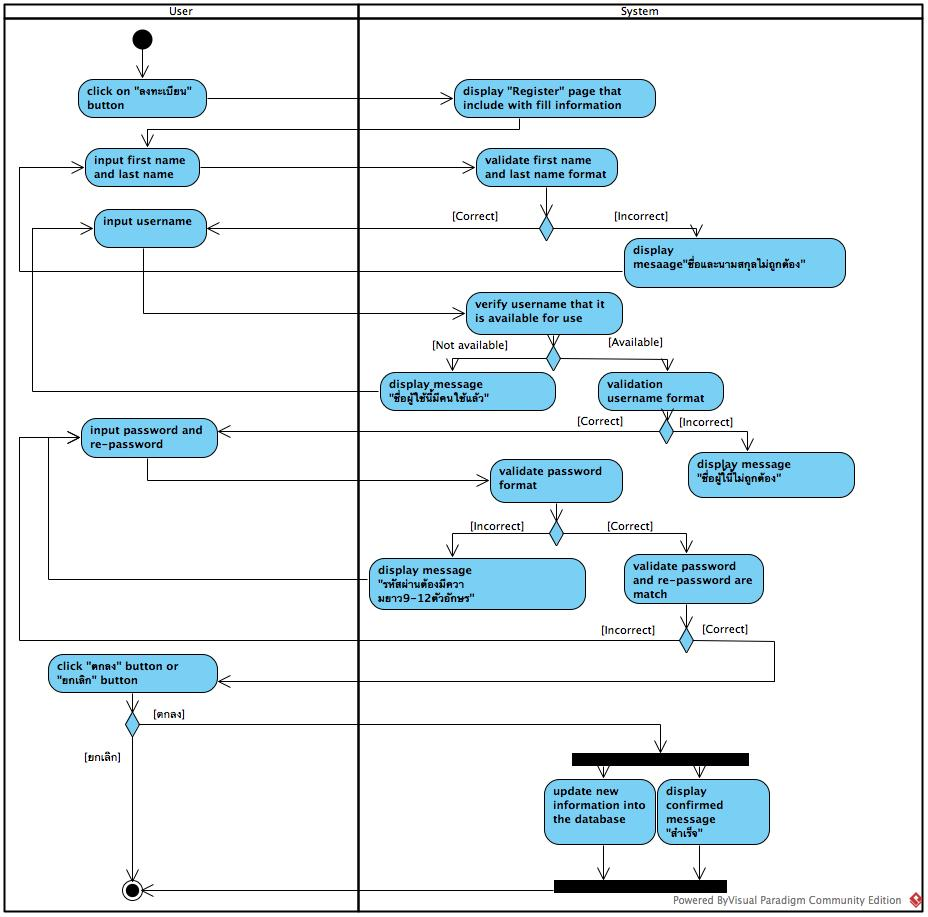 User
System
click on "ลงทะเบียน"
button
display "Register" page that
include with fill information
input first name
and last name
validate first name
and last name format
[Correct]
[Incorrect]
input username
display
mesaage"ชื่อและนามสกุลไม่ถูกต้อง"
verify username that it
is available for use
[Not available]
[Available]
display message
"ชื่อผู้ใช้นี้มีคนใช้แล้ว"
validation
username format
[Correct]
[Incorrect]
input password and
re-password
display message
"ชื่อผู้ใี้นี้ไม่ถูกต้อง"
validate password
format
[Incorrect]
[Correct]
display message
"รหัสผ่านต้องมีควา
มยาว9-12ตัวอักษร"
validate password
and re-password are
match
[Incorrect]
[Correct]
click "ตกลง" button or
"ยกเลิก" button
[ตกลง]
[ยกเลิก]
update new
information into
the database
display
confirmed
message
"สำเร็จ"
Powered ByVisual Paradigm Community Edition